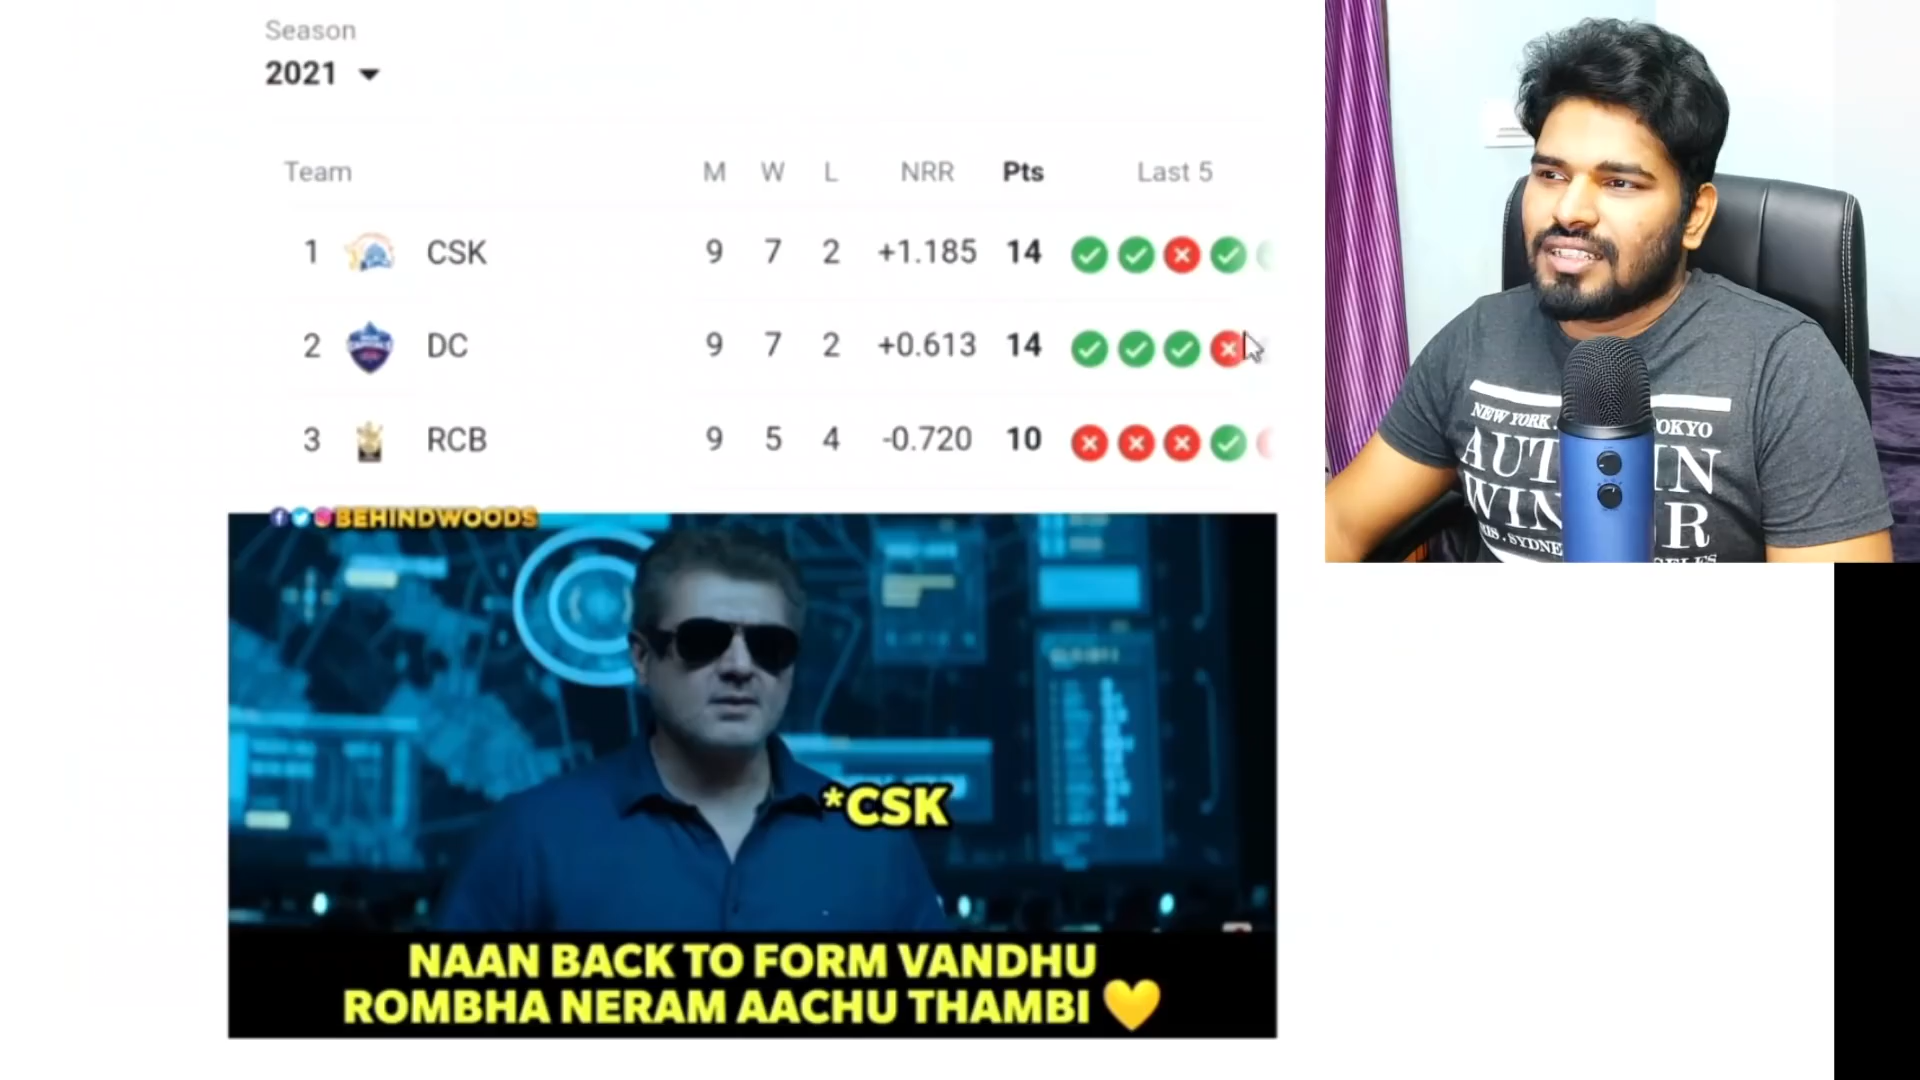 Season
2021
Team M W L NRR Pts Last 5
1 CSK 9 7 2 +1.185 14
2 DC 9 7 2 +0.613 14
3 RCB 9 5 4 -0.720 10
BEHINDWOODS
*CSK
NAAN BACK TO FORM VANDHU
ROMBHA NERAM AACHU THAMBI
NEW YORK